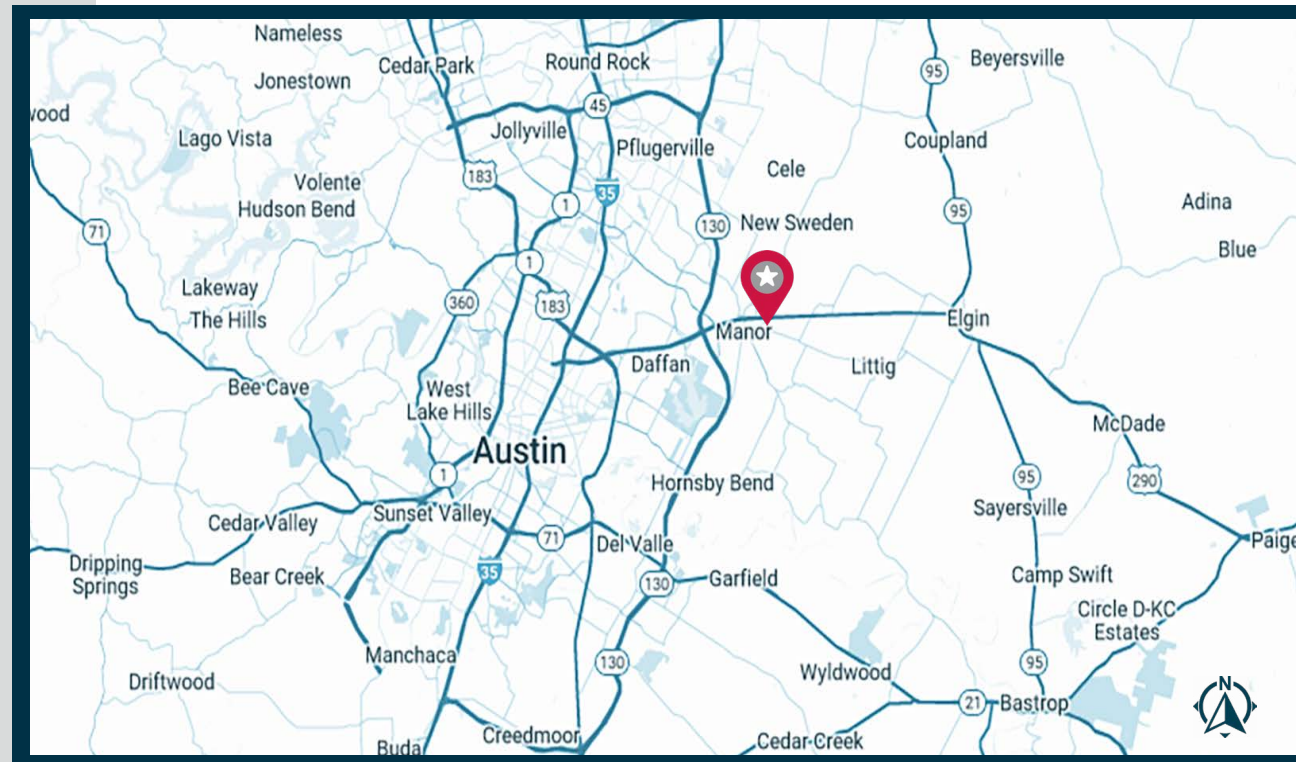 Nameless
Beyersville
Cedar Park
Round Rock
95
Jonestown
45
wood
Lago Vista
Jollyville
Pflugerville
Coupland
Cele
183
Volente
35
Hudson Bend
1
95
Adina
71
130
New Sweden
Blue
1
Lakeway
360
183
The Hills
Manor
Elgin
Daffan
Littig
Bee Cave
West
Lake Hills
McDade
Austin
1
95
290
Hornsby Bend
Sayersville
Cedar Valley
Sunset Valley
71
Del Valle
Paige
Dripping
Springs
Bear Creek
35
130
Garfield
Camp Swift
Circle D-KC
Estates
Manchaca
130
95
Driftwood
Wyldwood
N
21
Bastrop
Buda
Creedmoor
Cedar Creek